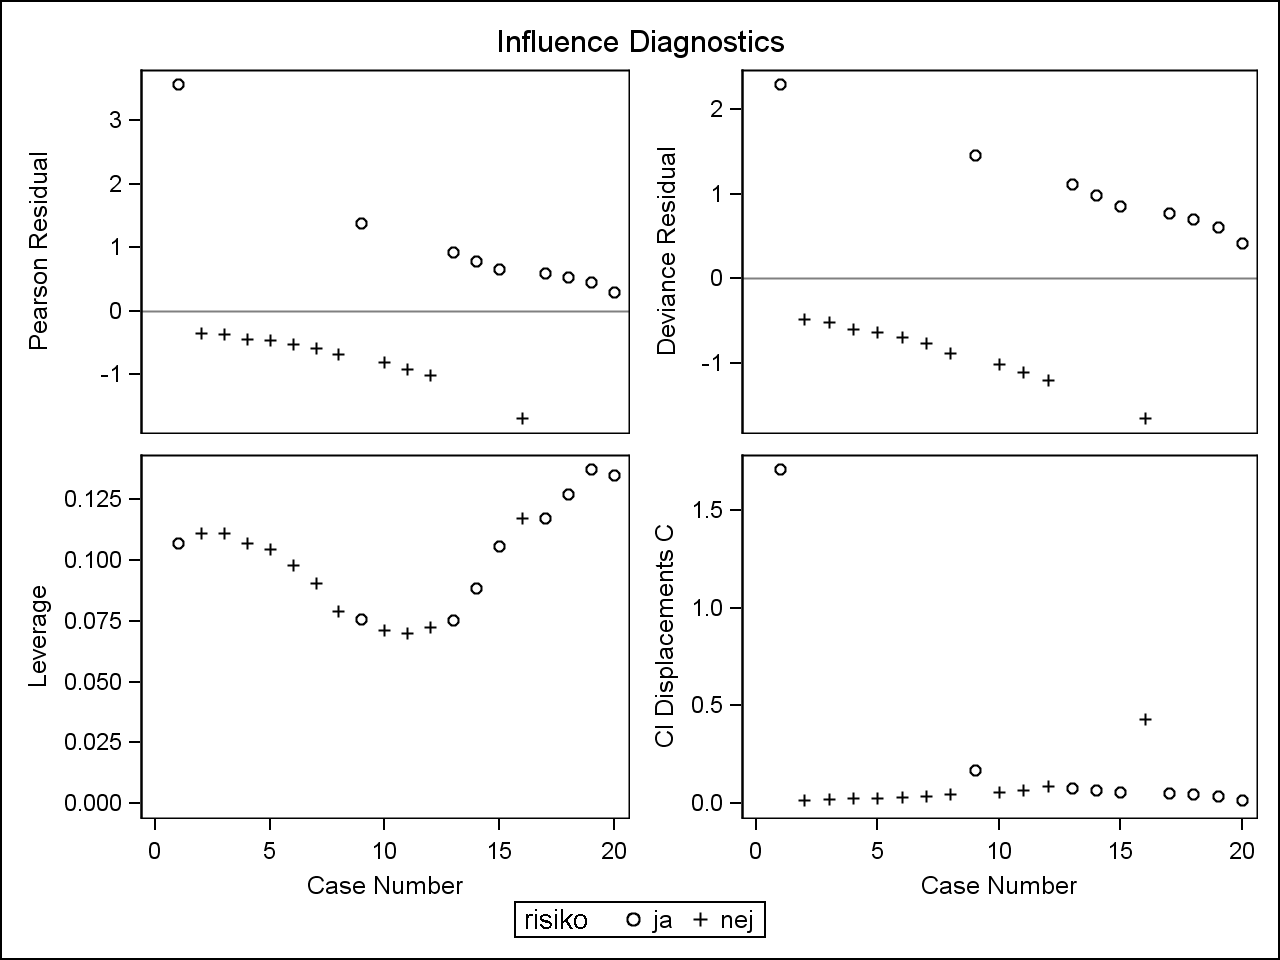 Influence Diagnostics
Pearson Residual
3
2
1
0
-1
Deviance Residual
2
1
0
-1
Leverage
0.125
0.100
0.075
0.050
0.025
0.000
0 5 10 15 20
Case Number
CI Displacements C
1.5
1.0
0.5
0.0
0 5 10 15 20
Case Number
risiko ja nej